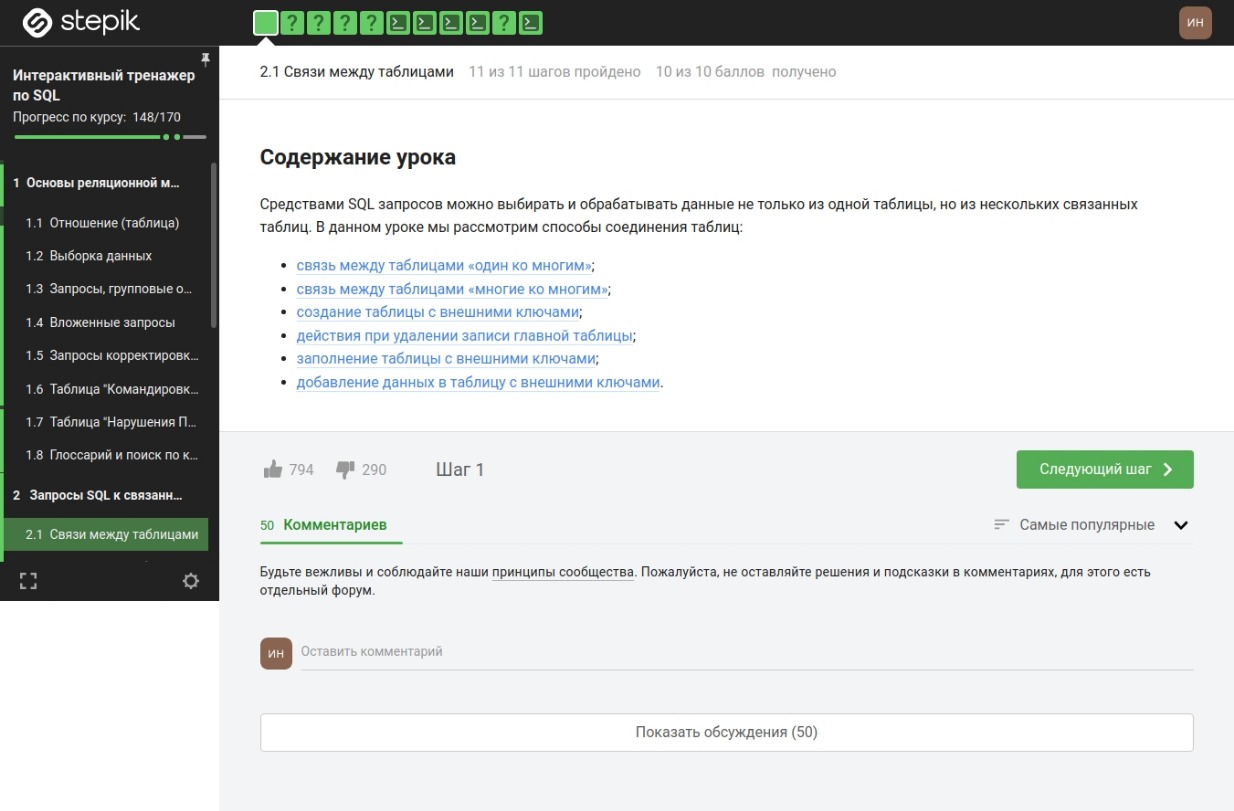 stepik
? ? ? ? ?
ИН
Интерактивный тренажер
по SQL
Прогресс по курсу: 148/170
1 Основы реляционной м...
1.1 Отношение (таблица)
1.2 Выборка данных
1.3 Запросы, групповые о...
1.4 Вложенные запросы
1.5 Запросы корректировк...
1.6 Таблица "Командировк...
1.7 Таблица "Нарушения П...
1.8 Глоссарий и поиск по к...
2 Запросы SQL к связанн...
2.1 Связи между таблицами
2.1 Связи между таблицами 11 из 11 шагов пройдено 10 из 10 баллов получено
Содержание урока
Средствами SQL запросов можно выбирать и обрабатывать данные не только из одной таблицы, но из нескольких связанных
таблиц. В данном уроке мы рассмотрим способы соединения таблиц:
• связь между таблицами «один ко многим»;
• связь между таблицами «многие ко многим»;
• создание таблицы с внешними ключами;
• действия при удалении записи главной таблицы;
• заполнение таблицы с внешними ключами;
• добавление данных в таблицу с внешними ключами.
794 290 Шаг 1 Следующий шаг
50 Комментариев Самые популярные
Будьте вежливы и соблюдайте наши принципы сообщества. Пожалуйста, не оставляйте решения и подсказки в комментариях, для этого есть
отдельный форум.
ИН Оставить комментарий
Показать обсуждения (50)